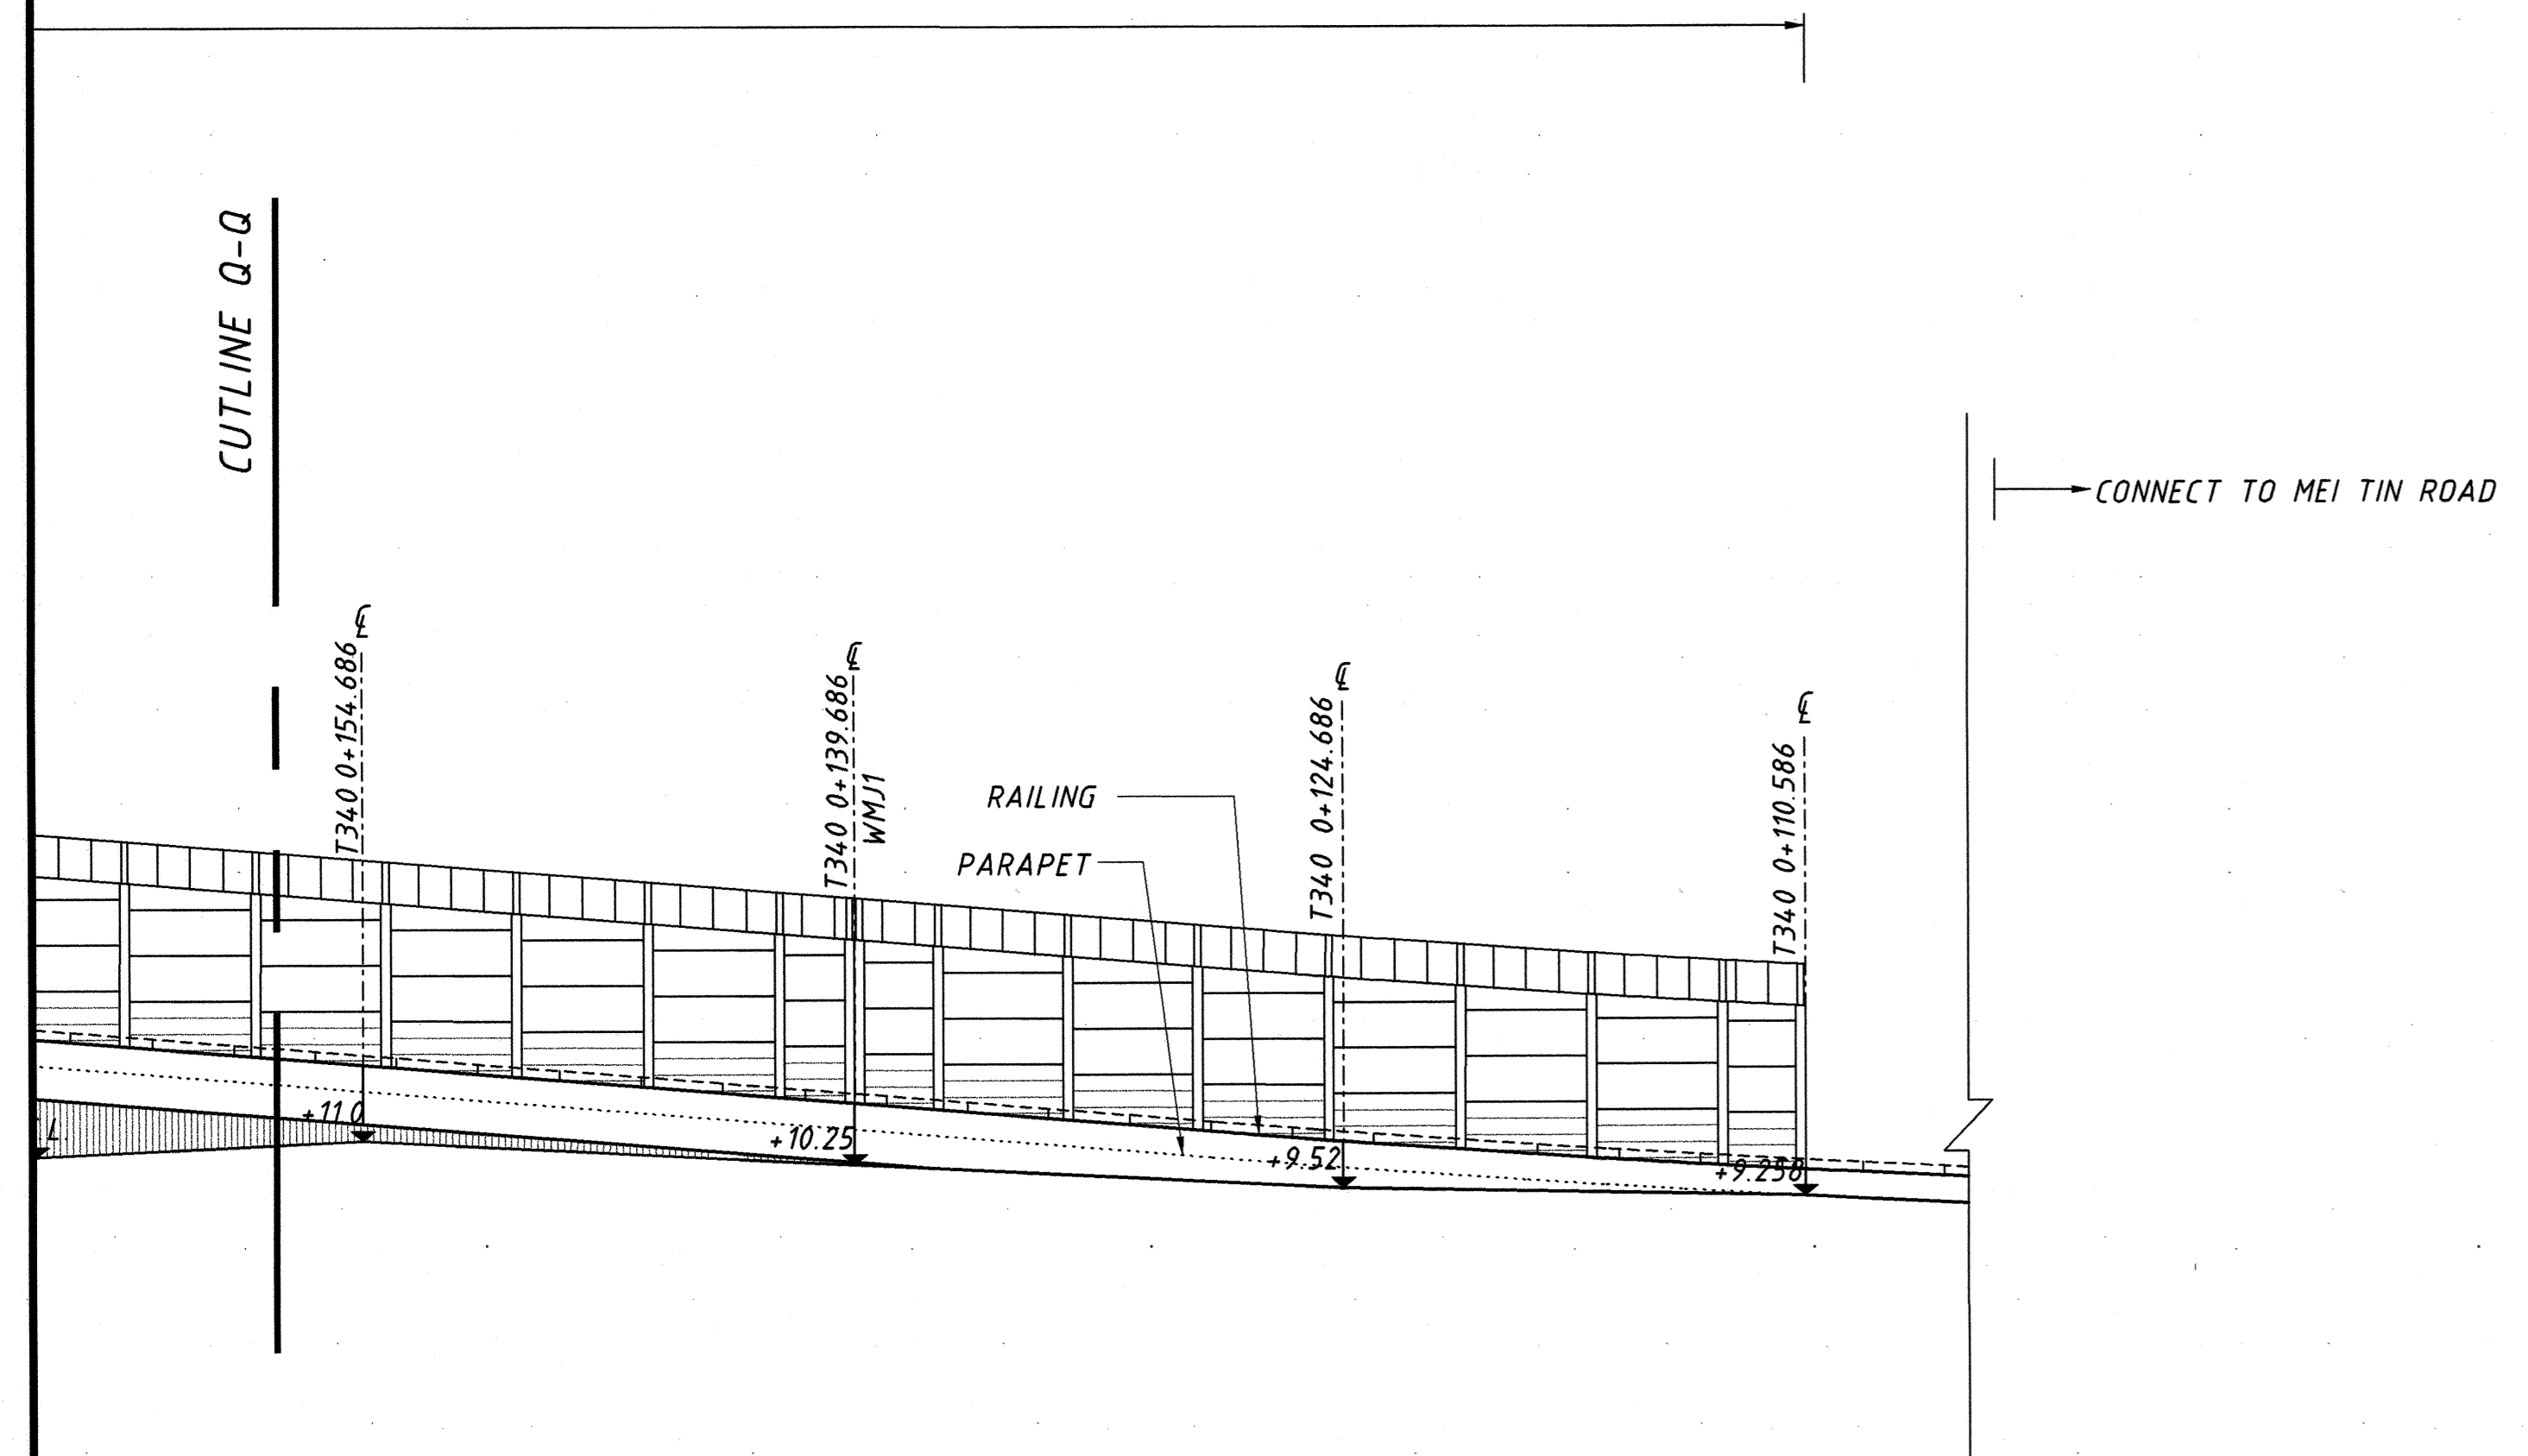 CUTLINE Q-Q
CONNECT TO MEI TIN ROAD
℄
T340 0+154.686
℄
T340 0+139.686
WMJ1
℄
T340 0+124.686
℄
T340 0+110.586
RAILING
PARAPET
+11.0
+10.25
+9.52
+9.258
L